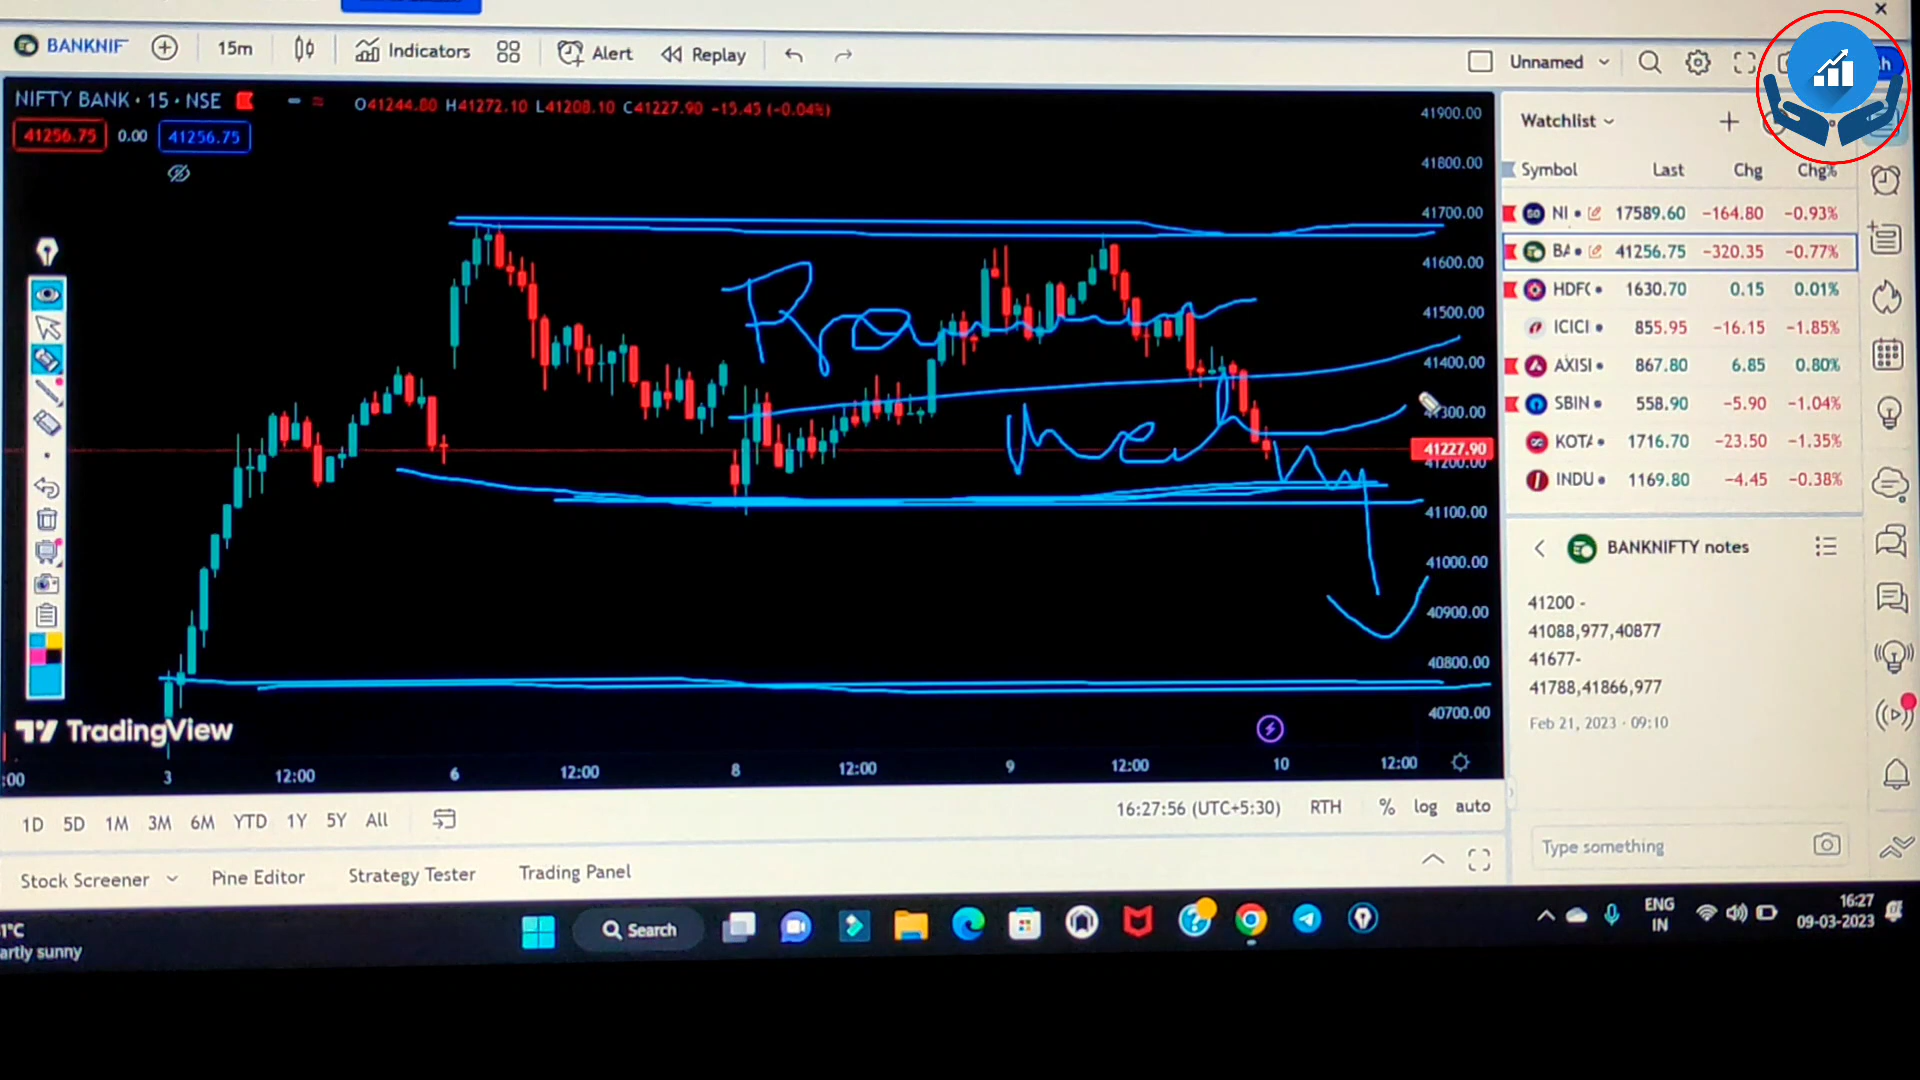 BANKNIF
15m
Indicators
Alert
Replay
Unnamed
NIFTY BANK · 15 · NSE
O41244.80 H41272.10 L41208.10 C41227.90 −15.45 (−0.04%)
41256.75 0.00 41256.75
41900.00
41800.00
41700.00
41600.00
41500.00
41400.00
41300.00
41227.90
41200.00
41100.00
41000.00
40900.00
40800.00
40700.00
TradingView
:00 3 12:00 6 12:00 8 12:00 9 12:00 10 12:00
1D 5D 1M 3M 6M YTD 1Y 5Y All
16:27:56 (UTC+5:30) RTH % log auto
Stock Screener Pine Editor Strategy Tester Trading Panel
Watchlist
Symbol Last Chg Chg%
NI 17589.60 −164.80 −0.93%
BA 41256.75 −320.35 −0.77%
HDFC 1630.70 0.15 0.01%
ICICI 855.95 −16.15 −1.85%
AXISI 867.80 6.85 0.80%
SBIN 558.90 −5.90 −1.04%
KOTA 1716.70 −23.50 −1.35%
INDU 1169.80 −4.45 −0.38%
BANKNIFTY notes
41200 -
41088,977,40877
41677-
41788,41866,977
Feb 21, 2023 · 09:10
Type something
1°C
artly sunny
Search
ENG
IN
16:27
09-03-2023